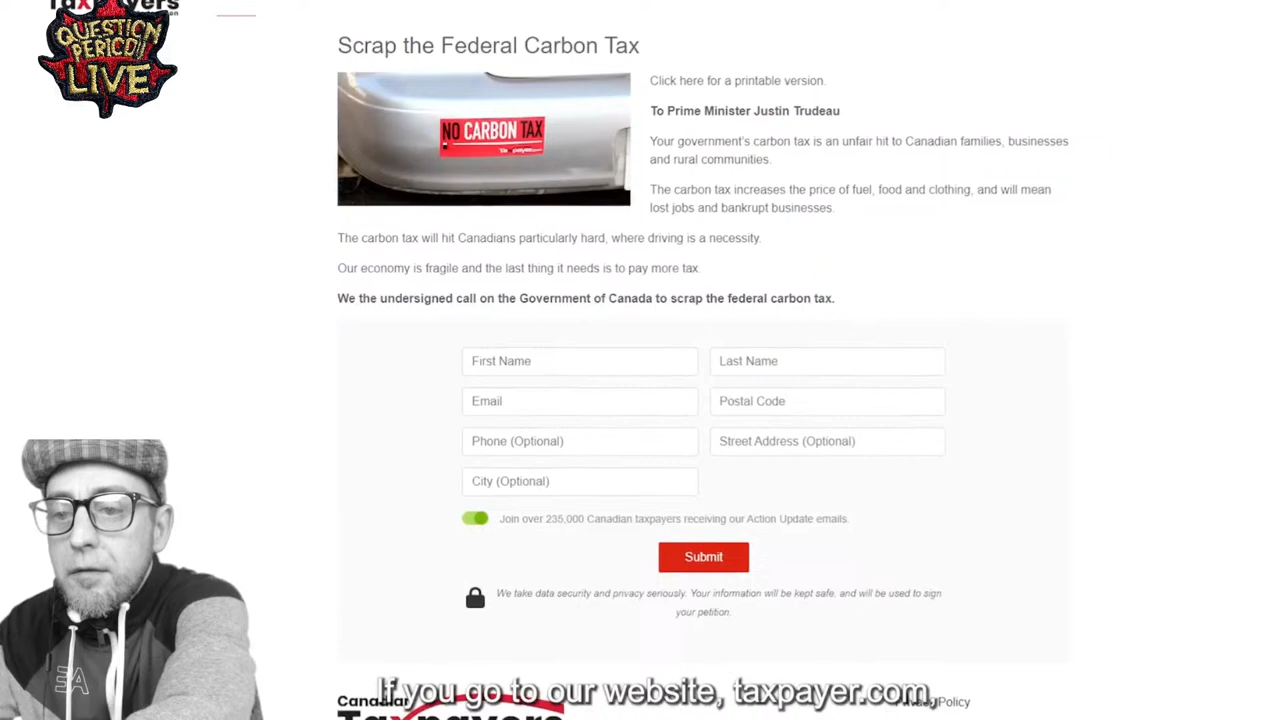 Taxpayers
QUESTION
PERIOD
LIVE
Scrap the Federal Carbon Tax
NO CARBON TAX
Taxpayer.com
Click here for a printable version.
To Prime Minister Justin Trudeau
Your government's carbon tax is an unfair hit to Canadian families, businesses
and rural communities.
The carbon tax increases the price of fuel, food and clothing, and will mean
lost jobs and bankrupt businesses.
The carbon tax will hit Canadians particularly hard, where driving is a necessity.
Our economy is fragile and the last thing it needs is to pay more tax.
We the undersigned call on the Government of Canada to scrap the federal carbon tax.
First Name
Last Name
Email
Postal Code
Phone (Optional)
Street Address (Optional)
City (Optional)
Join over 235,000 Canadian taxpayers receiving our Action Update emails.
Submit
We take data security and privacy seriously. Your information will be kept safe, and will be used to sign
your petition.
EA
If you go to our website, taxpayer.com,
Canadian
Taxpayers
Policy